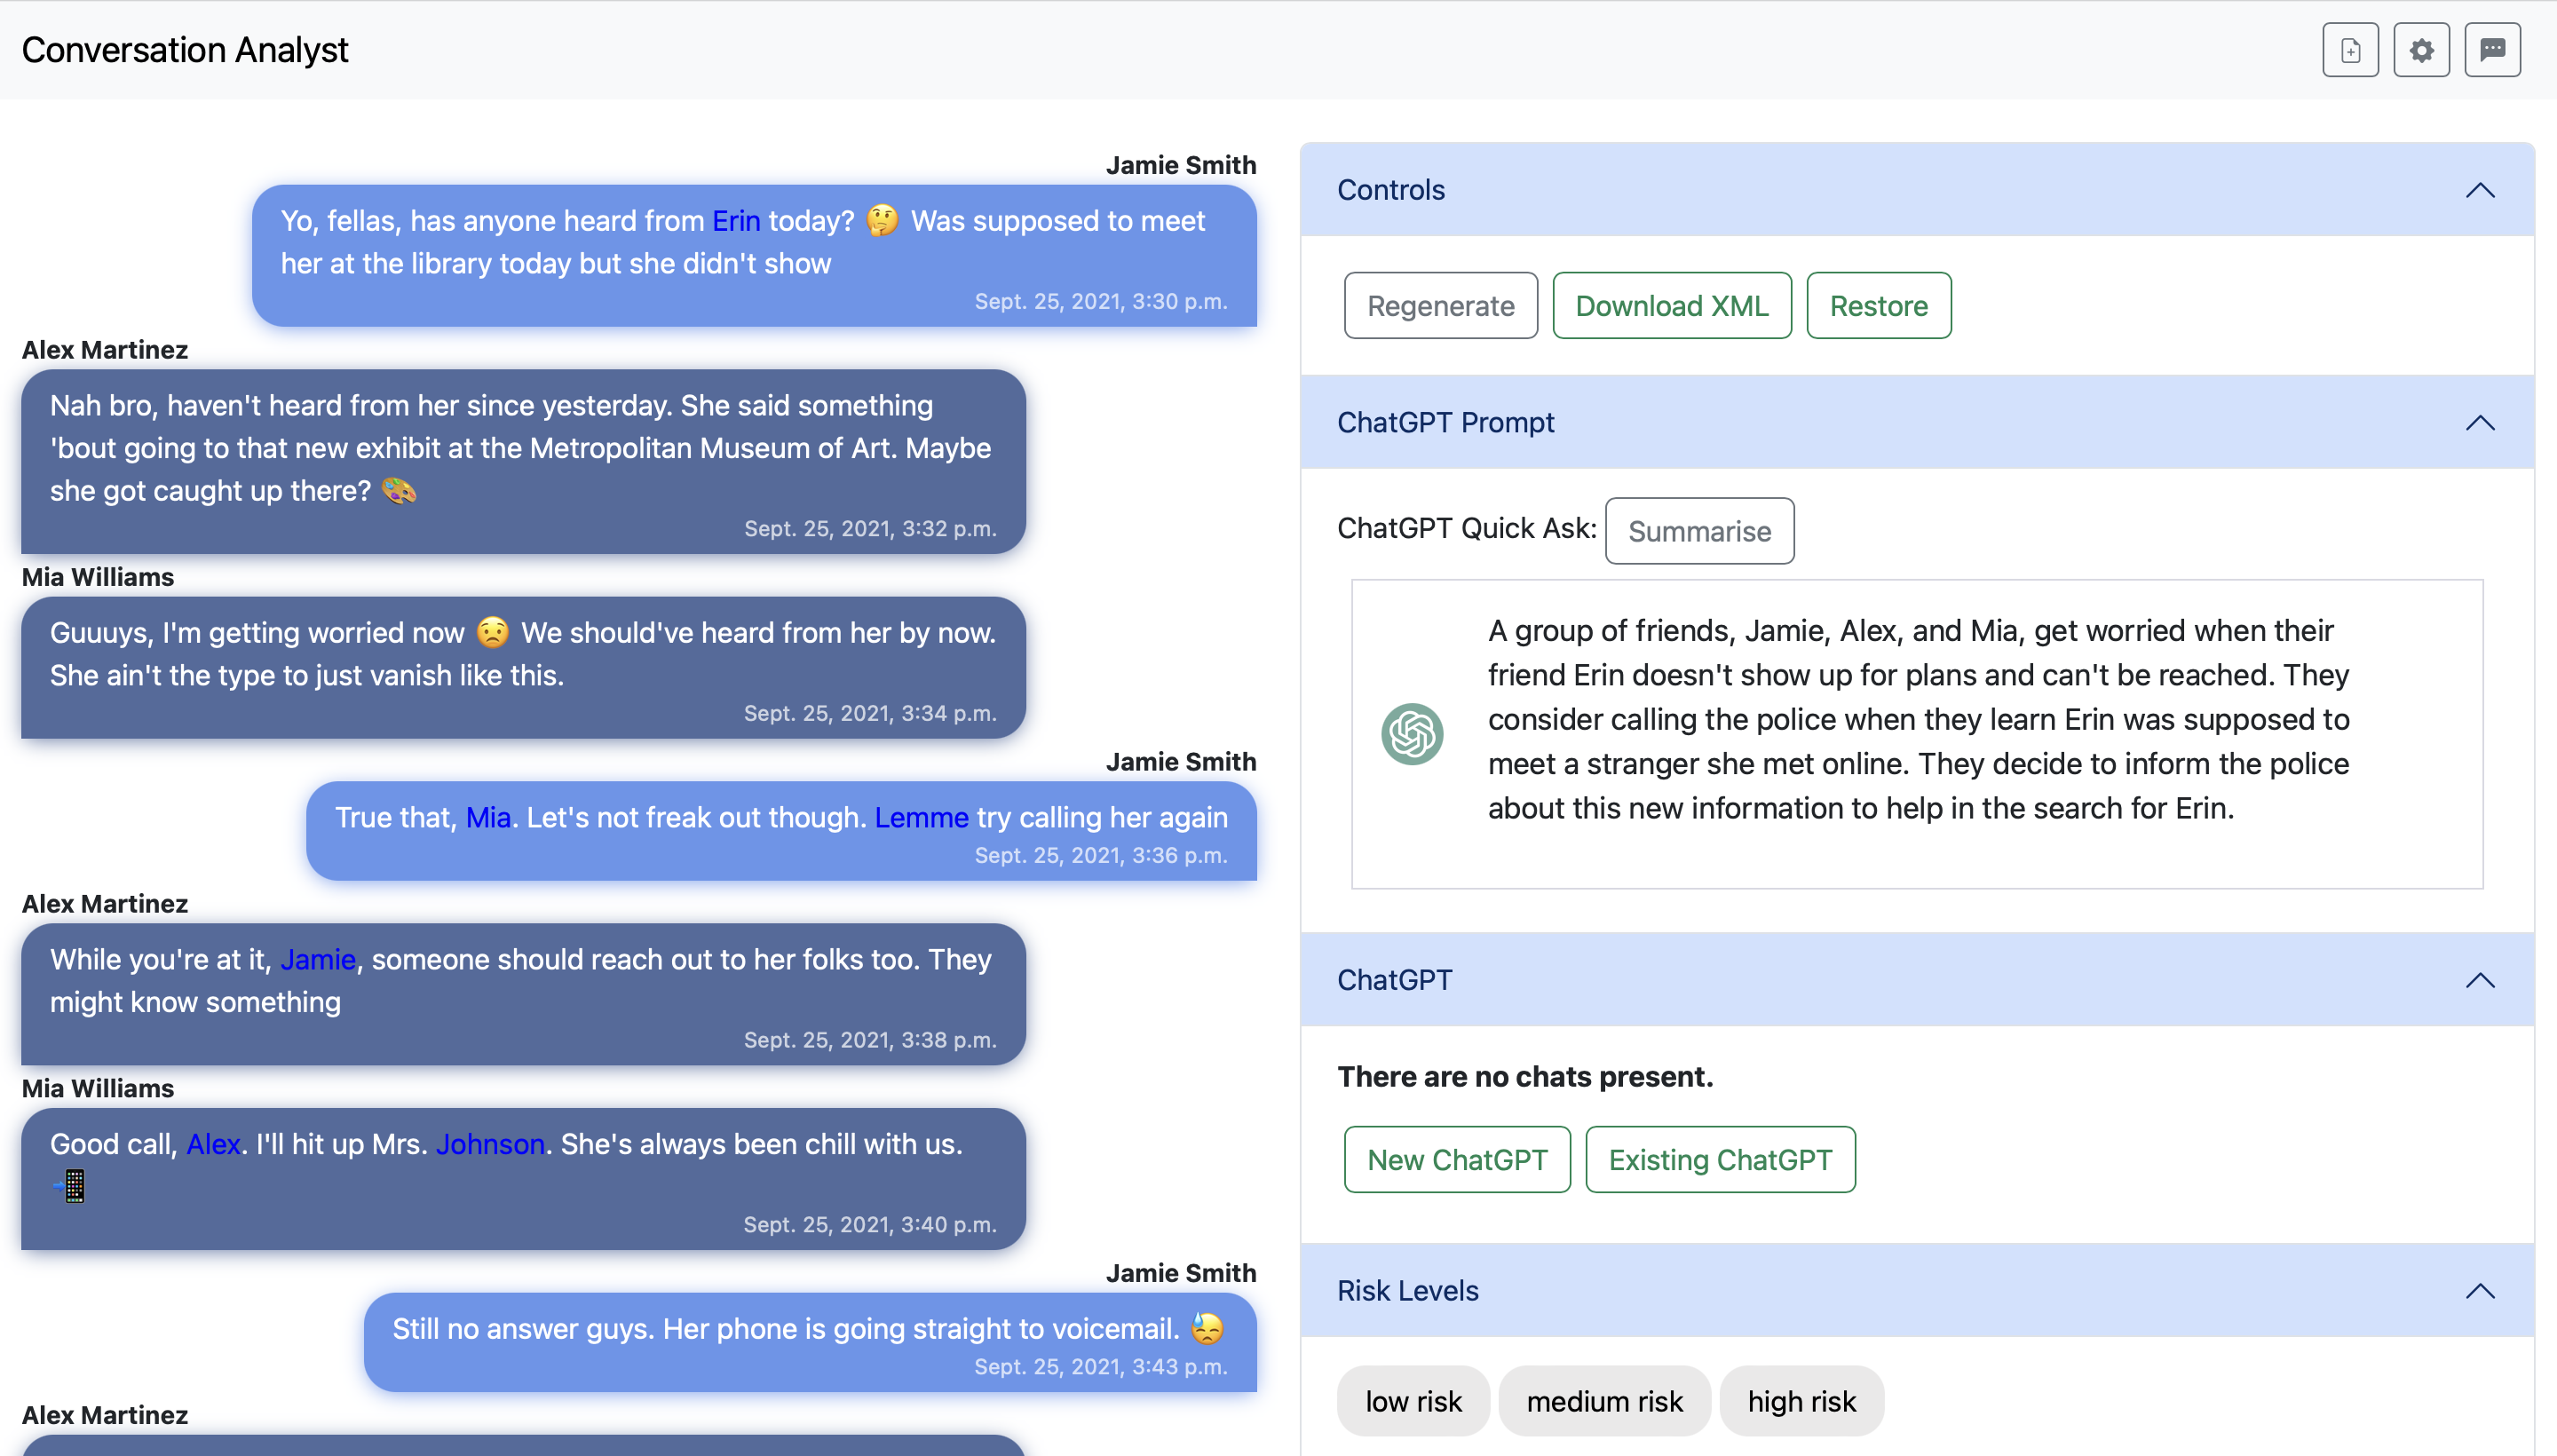 Conversation Analyst
Jamie Smith
Yo, fellas, has anyone heard from Erin today? 🤔 Was supposed to meet
her at the library today but she didn't show
Sept. 25, 2021, 3:30 p.m.
Alex Martinez
Nah bro, haven't heard from her since yesterday. She said something
'bout going to that new exhibit at the Metropolitan Museum of Art. Maybe
she got caught up there? 🎨
Sept. 25, 2021, 3:32 p.m.
Mia Williams
Guuuys, I'm getting worried now 😟 We should've heard from her by now.
She ain't the type to just vanish like this.
Sept. 25, 2021, 3:34 p.m.
Jamie Smith
True that, Mia. Let's not freak out though. Lemme try calling her again
Sept. 25, 2021, 3:36 p.m.
Alex Martinez
While you're at it, Jamie, someone should reach out to her folks too. They
might know something
Sept. 25, 2021, 3:38 p.m.
Mia Williams
Good call, Alex. I'll hit up Mrs. Johnson. She's always been chill with us.
📲
Sept. 25, 2021, 3:40 p.m.
Jamie Smith
Still no answer guys. Her phone is going straight to voicemail. 😓
Sept. 25, 2021, 3:43 p.m.
Alex Martinez
Controls
Regenerate
Download XML
Restore
ChatGPT Prompt
ChatGPT Quick Ask:
Summarise
A group of friends, Jamie, Alex, and Mia, get worried when their
friend Erin doesn't show up for plans and can't be reached. They
consider calling the police when they learn Erin was supposed to
meet a stranger she met online. They decide to inform the police
about this new information to help in the search for Erin.
ChatGPT
There are no chats present.
New ChatGPT
Existing ChatGPT
Risk Levels
low risk
medium risk
high risk